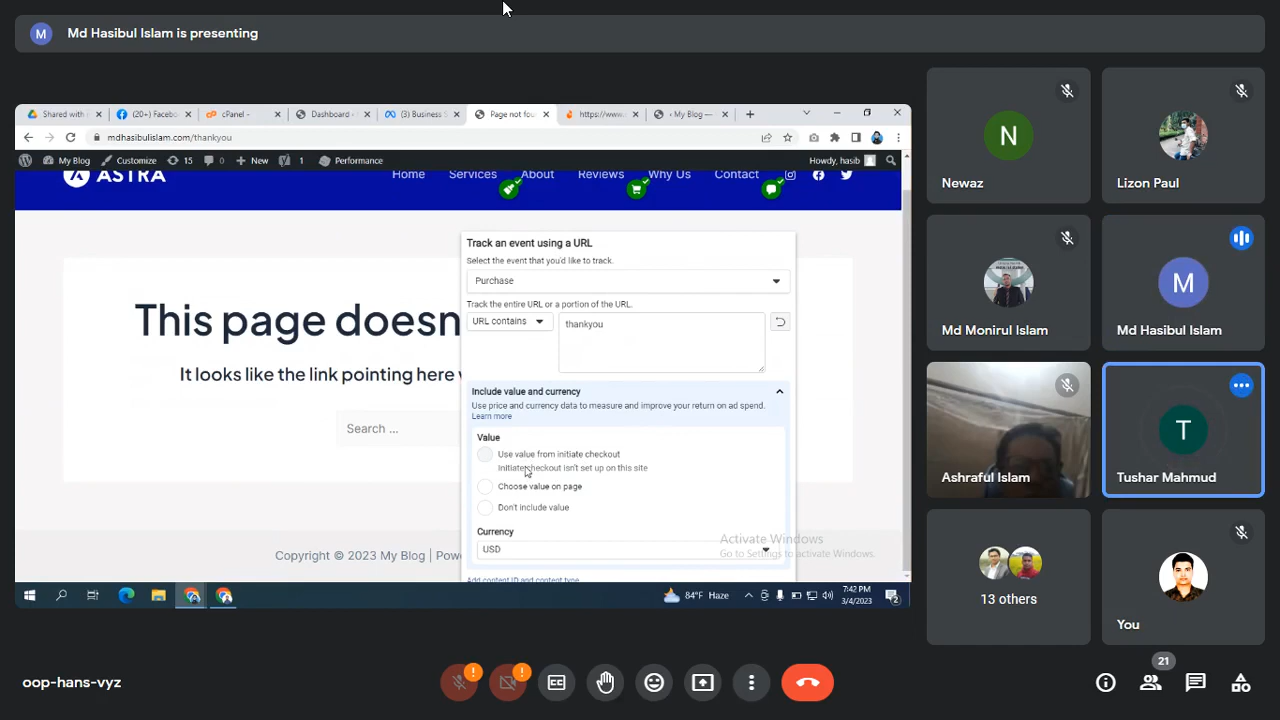 Md Hasibul Islam is presenting
M
Shared with
(20+) Facebo
cPanel -
Dashboard ‹
(3) Business S
Page not fou
https://www.
‹ My Blog —
mdhasibulislam.com/thankyou
My Blog
Customize
15
0
New
1
Performance
Howdy, hasib
ASTRA
Home
Services
About
Reviews
Why Us
Contact
This page doesn
It looks like the link pointing here w
Search ...
Copyright © 2023 My Blog | Powe
Track an event using a URL
Select the event that you'd like to track.
Purchase
Track the entire URL or a portion of the URL.
URL contains
thankyou
Include value and currency
Use price and currency data to measure and improve your return on ad spend.
Learn more
Value
Use value from initiate checkout
Initiate checkout isn't set up on this site
Choose value on page
Don't include value
Currency
USD
Add content ID and content type
Activate Windows
Go to Settings to activate Windows.
84°F Haze
7:42 PM
3/4/2023
2
N
Newaz
Lizon Paul
Md Monirul Islam
M
Md Hasibul Islam
Ashraful Islam
T
Tushar Mahmud
13 others
You
oop-hans-vyz
21